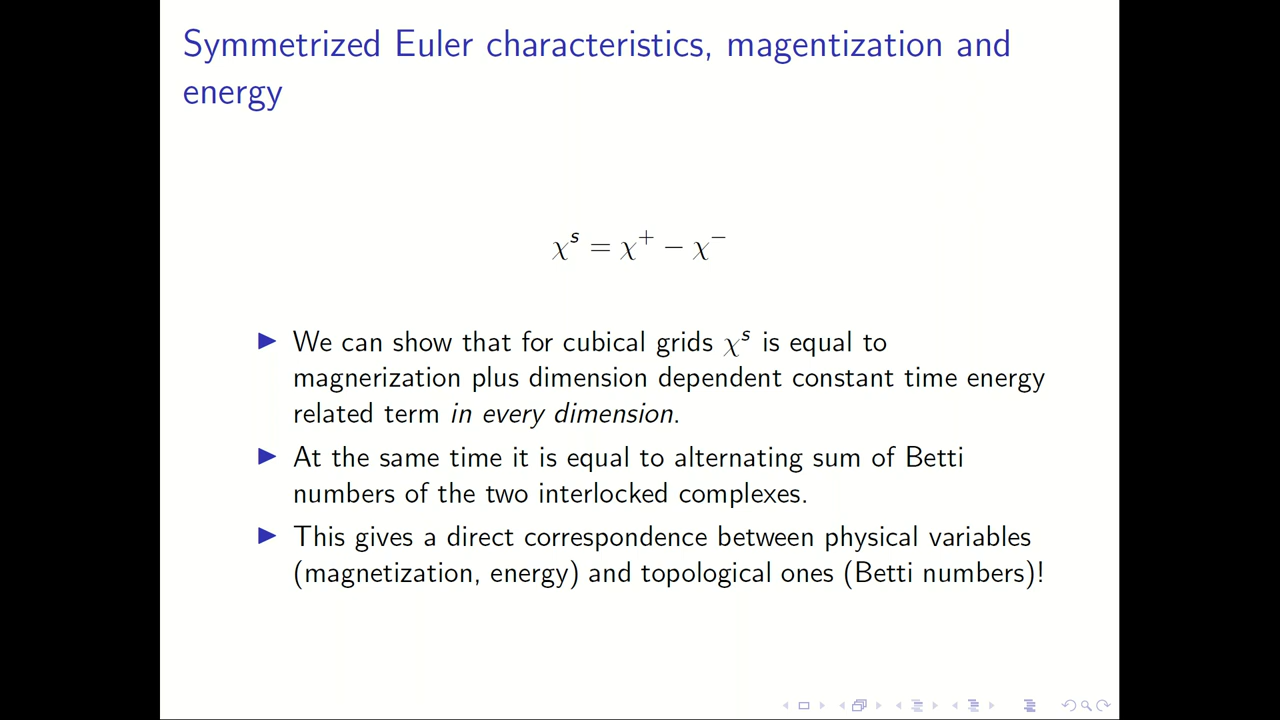 Symmetrized Euler characteristics, magentization and
energy
χˢ = χ⁺ − χ⁻
We can show that for cubical grids χˢ is equal to
magnerization plus dimension dependent constant time energy
related term in every dimension.
At the same time it is equal to alternating sum of Betti
numbers of the two interlocked complexes.
This gives a direct correspondence between physical variables
(magnetization, energy) and topological ones (Betti numbers)!